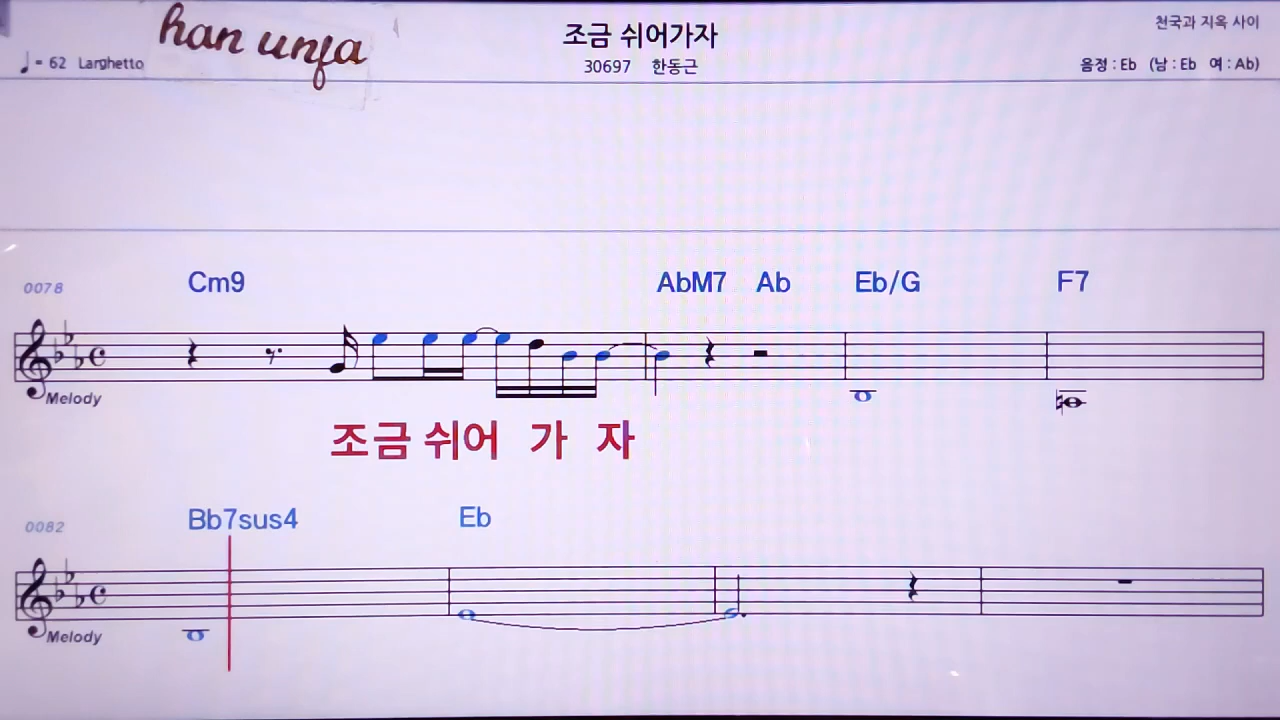 han unja
조금 쉬어가자
천국과 지옥 사이
♩= 62 Larghetto
30697 한동근
음정 : Eb (남 : Eb 여 : Ab)
0078 Cm9 AbM7 Ab Eb/G F7
Melody
조금 쉬어 가 자
0082 Bb7sus4 Eb
Melody